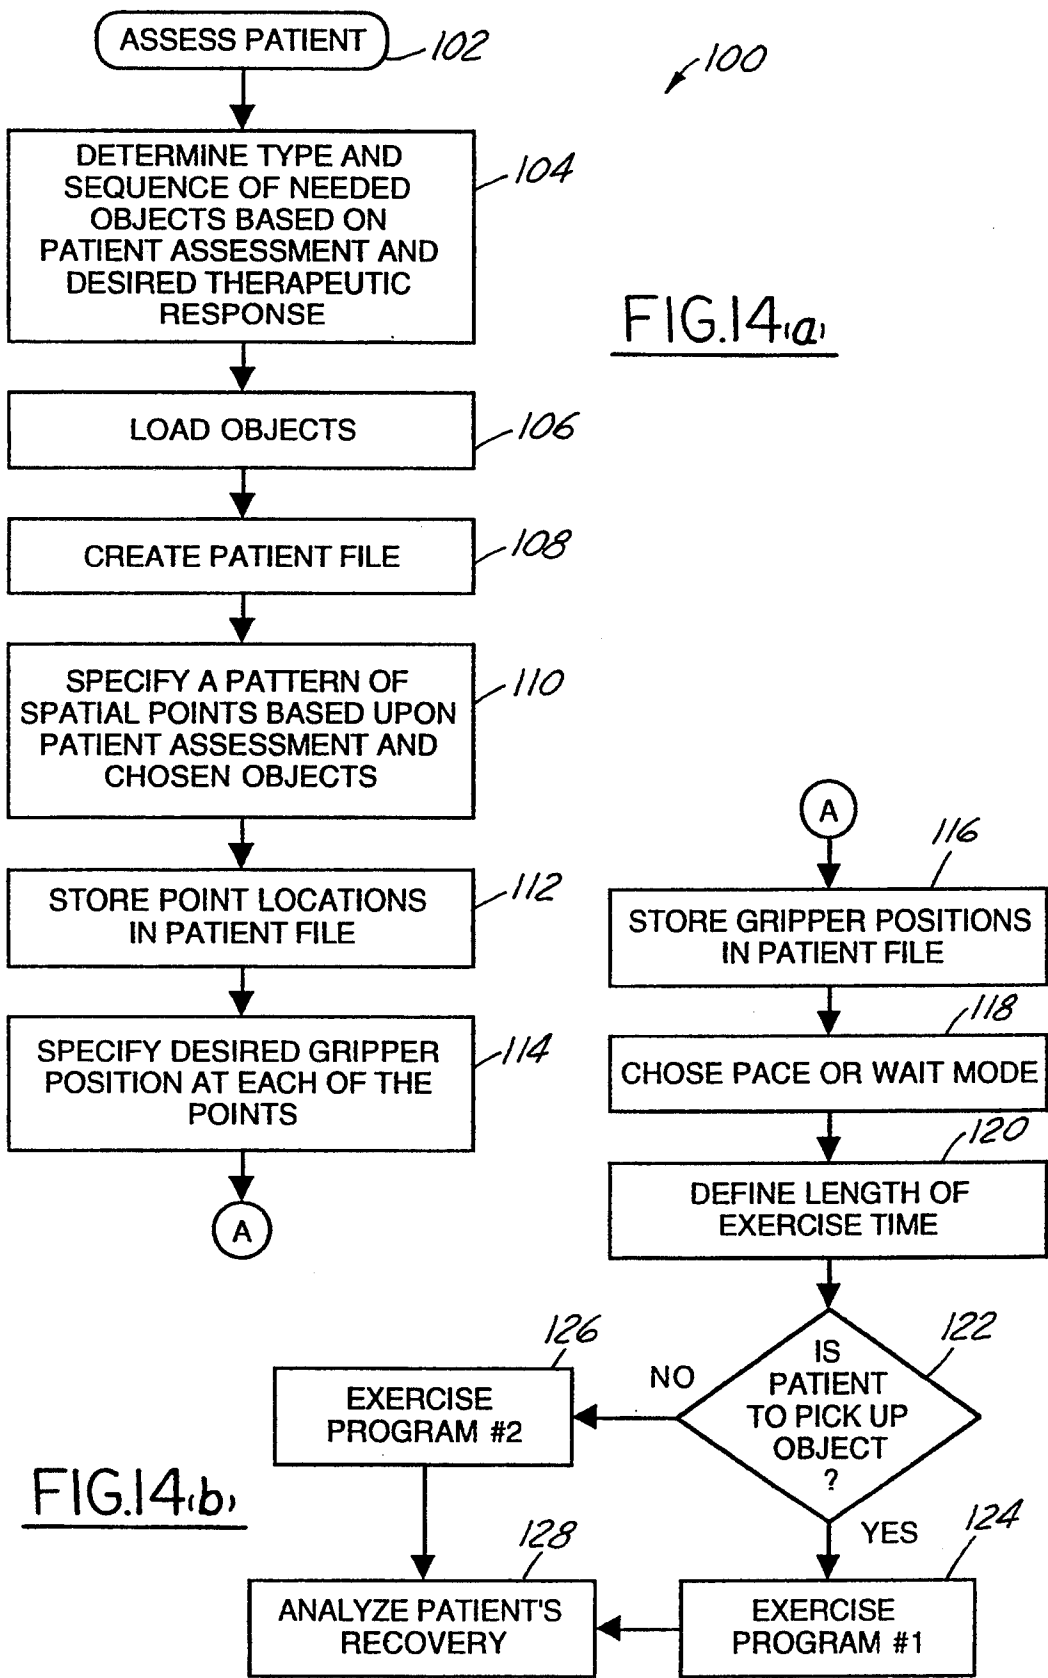 ASSESS PATIENT
102
100
DETERMINE TYPE AND
SEQUENCE OF NEEDED
OBJECTS BASED ON
PATIENT ASSESSMENT AND
DESIRED THERAPEUTIC
RESPONSE
104
FIG.14(a)
LOAD OBJECTS
106
CREATE PATIENT FILE
108
SPECIFY A PATTERN OF
SPATIAL POINTS BASED UPON
PATIENT ASSESSMENT AND
CHOSEN OBJECTS
110
STORE POINT LOCATIONS
IN PATIENT FILE
112
SPECIFY DESIRED GRIPPER
POSITION AT EACH OF THE
POINTS
114
A
A
116
STORE GRIPPER POSITIONS
IN PATIENT FILE
118
CHOSE PACE OR WAIT MODE
120
DEFINE LENGTH OF
EXERCISE TIME
122
IS
PATIENT
TO PICK UP
OBJECT
?
NO
126
EXERCISE
PROGRAM #2
FIG.14(b)
YES
124
EXERCISE
PROGRAM #1
128
ANALYZE PATIENT'S
RECOVERY